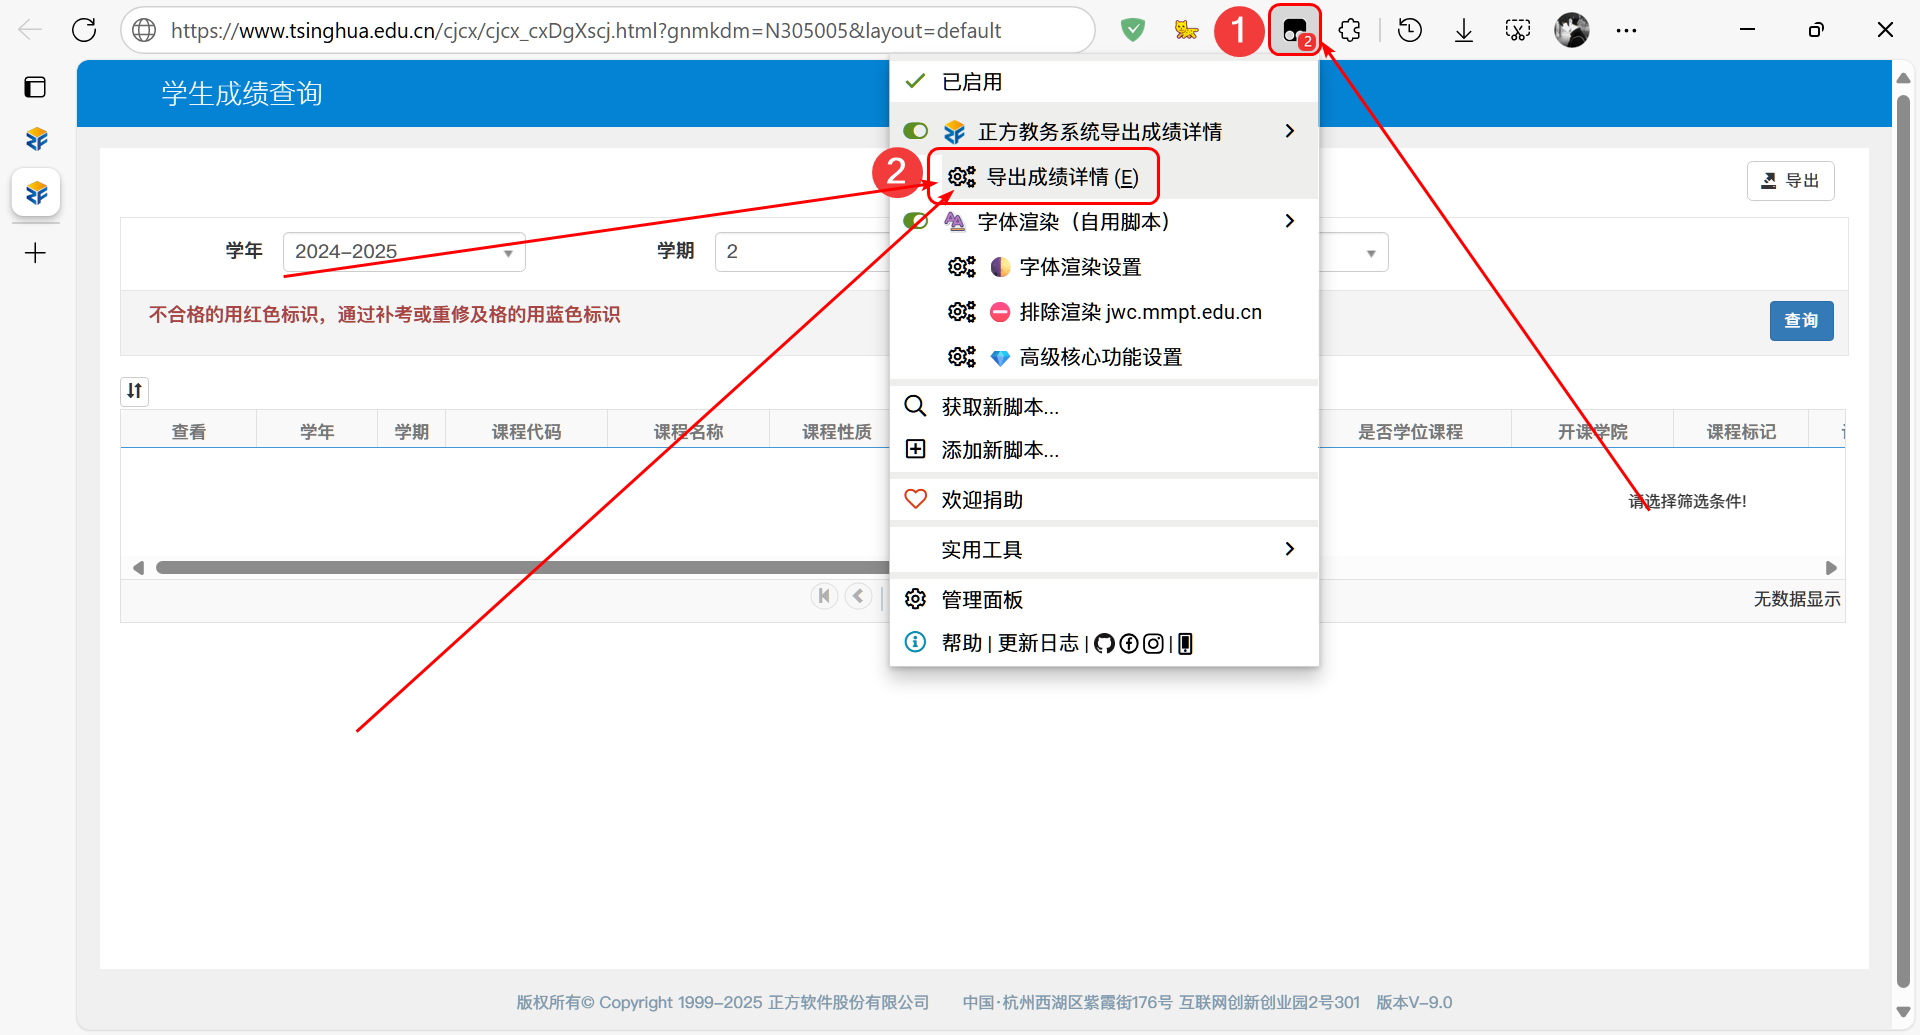 https://www.tsinghua.edu.cn/cjcx/cjcx_cxDgXscj.html?gnmkdm=N305005&layout=default
1
2
学生成绩查询
已启用
正方教务系统导出成绩详情
2
导出成绩详情 (E)
导出
字体渲染（自用脚本）
学年
2024-2025
学期
2
字体渲染设置
排除渲染 jwc.mmpt.edu.cn
不合格的用红色标识，通过补考或重修及格的用蓝色标识
查询
高级核心功能设置
获取新脚本...
查看
学年
学期
课程代码
课程名称
课程性质
是否学位课程
开课学院
课程标记
添加新脚本...
欢迎捐助
请选择筛选条件!
实用工具
管理面板
无数据显示
帮助 | 更新日志 |
版权所有© Copyright 1999-2025 正方软件股份有限公司 中国·杭州西湖区紫霞街176号 互联网创新创业园2号301 版本V-9.0